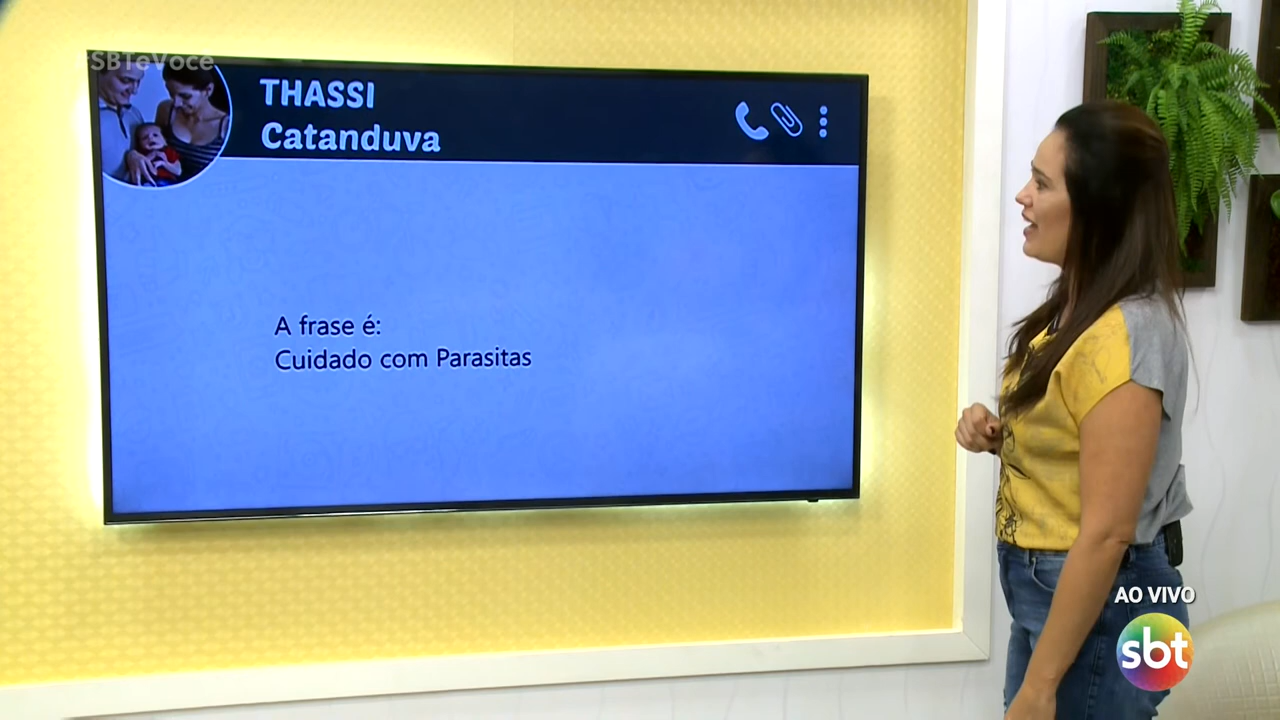 #SBTeVoce
THASSI
Catanduva
A frase é:
Cuidado com Parasitas
AO VIVO
sbt